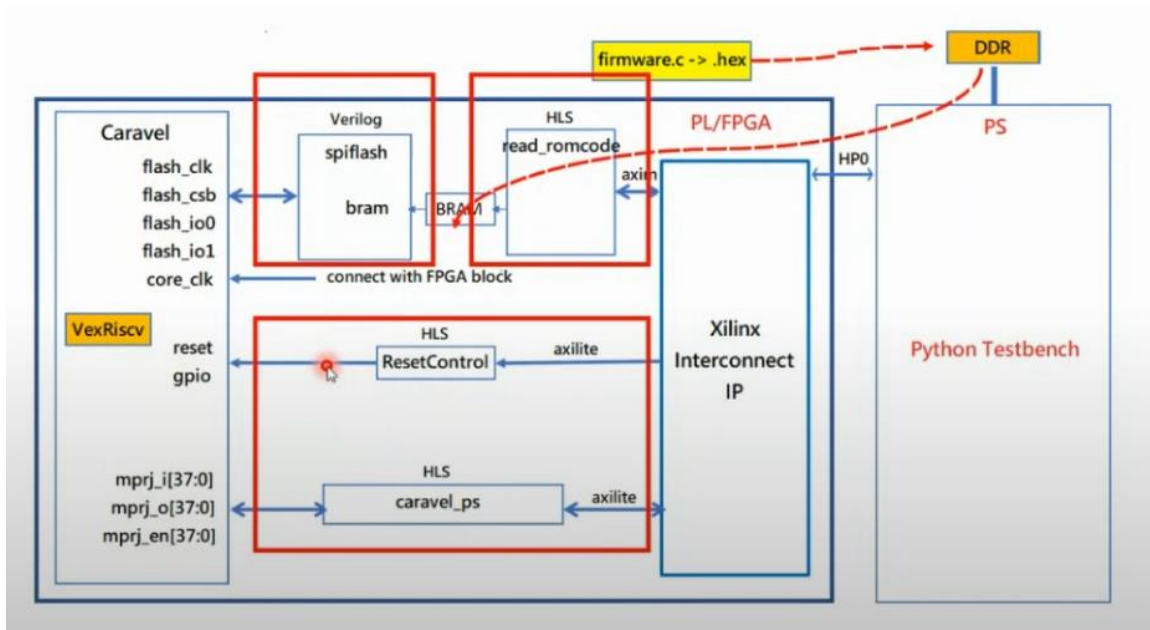 firmware.c -> .hex
DDR
Caravel
flash_clk
flash_csb
flash_io0
flash_io1
core_clk
VexRiscv
reset
gpio
mprj_i[37:0]
mprj_o[37:0]
mprj_en[37:0]
Verilog
spiflash
bram
BRAM
HLS
read_romcode
axim
connect with FPGA block
HLS
ResetControl
axilite
HLS
caravel_ps
axilite
PL/FPGA
Xilinx
Interconnect
IP
HP0
PS
Python Testbench